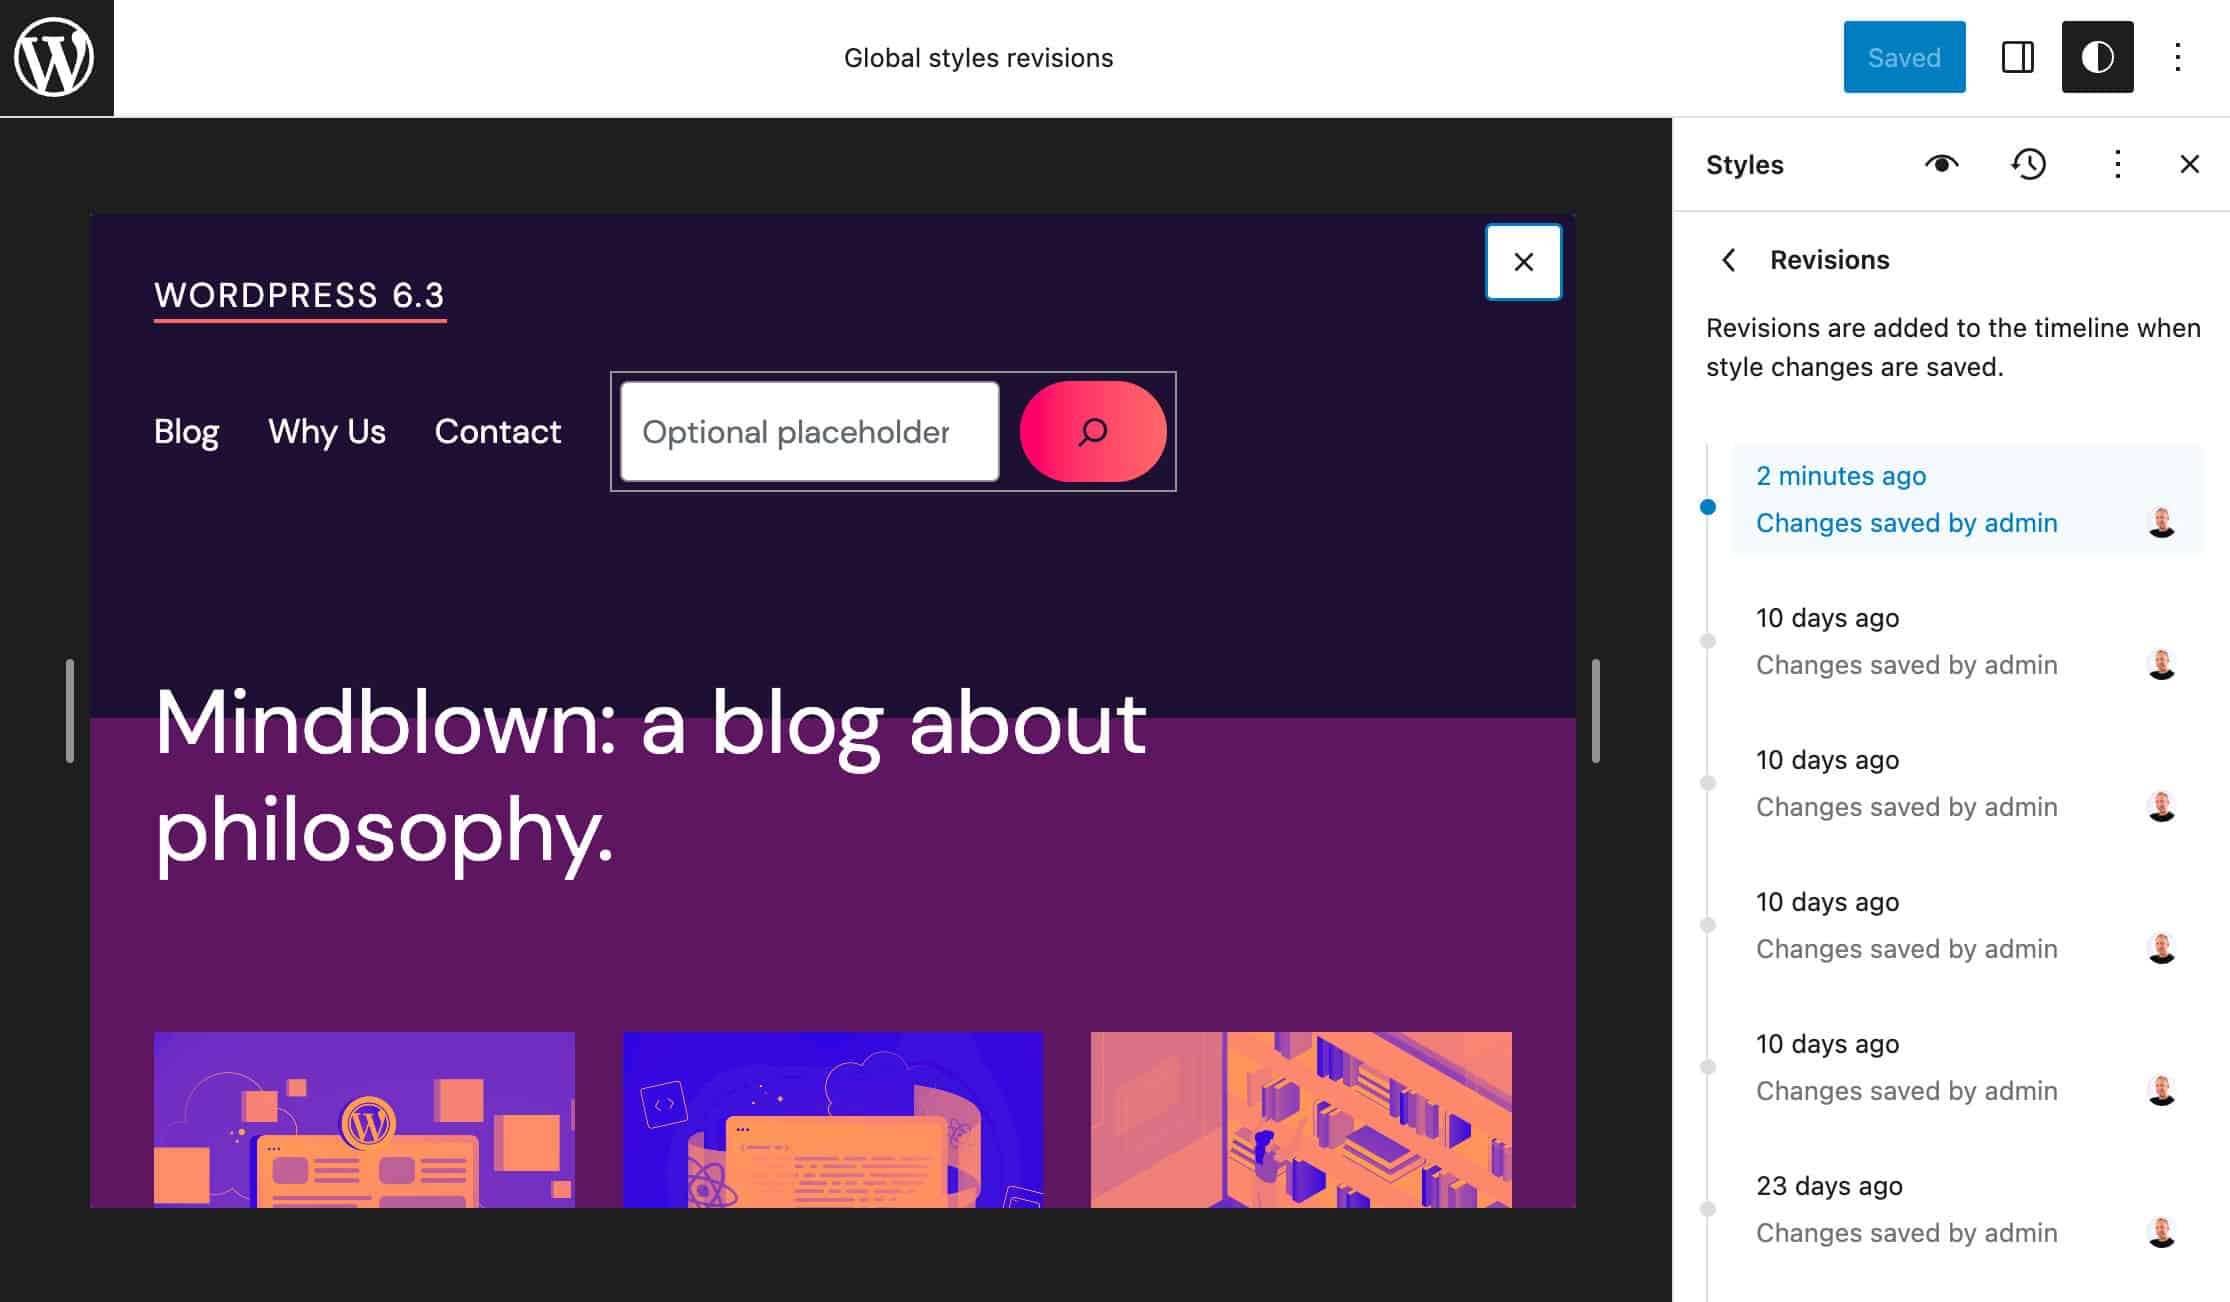 Global styles revisions
Saved
WORDPRESS 6.3
Blog
Why Us
Contact
Optional placeholder
Mindblown: a blog about
philosophy.
Styles
Revisions
Revisions are added to the timeline when
style changes are saved.
2 minutes ago
Changes saved by admin
10 days ago
Changes saved by admin
10 days ago
Changes saved by admin
10 days ago
Changes saved by admin
10 days ago
Changes saved by admin
23 days ago
Changes saved by admin